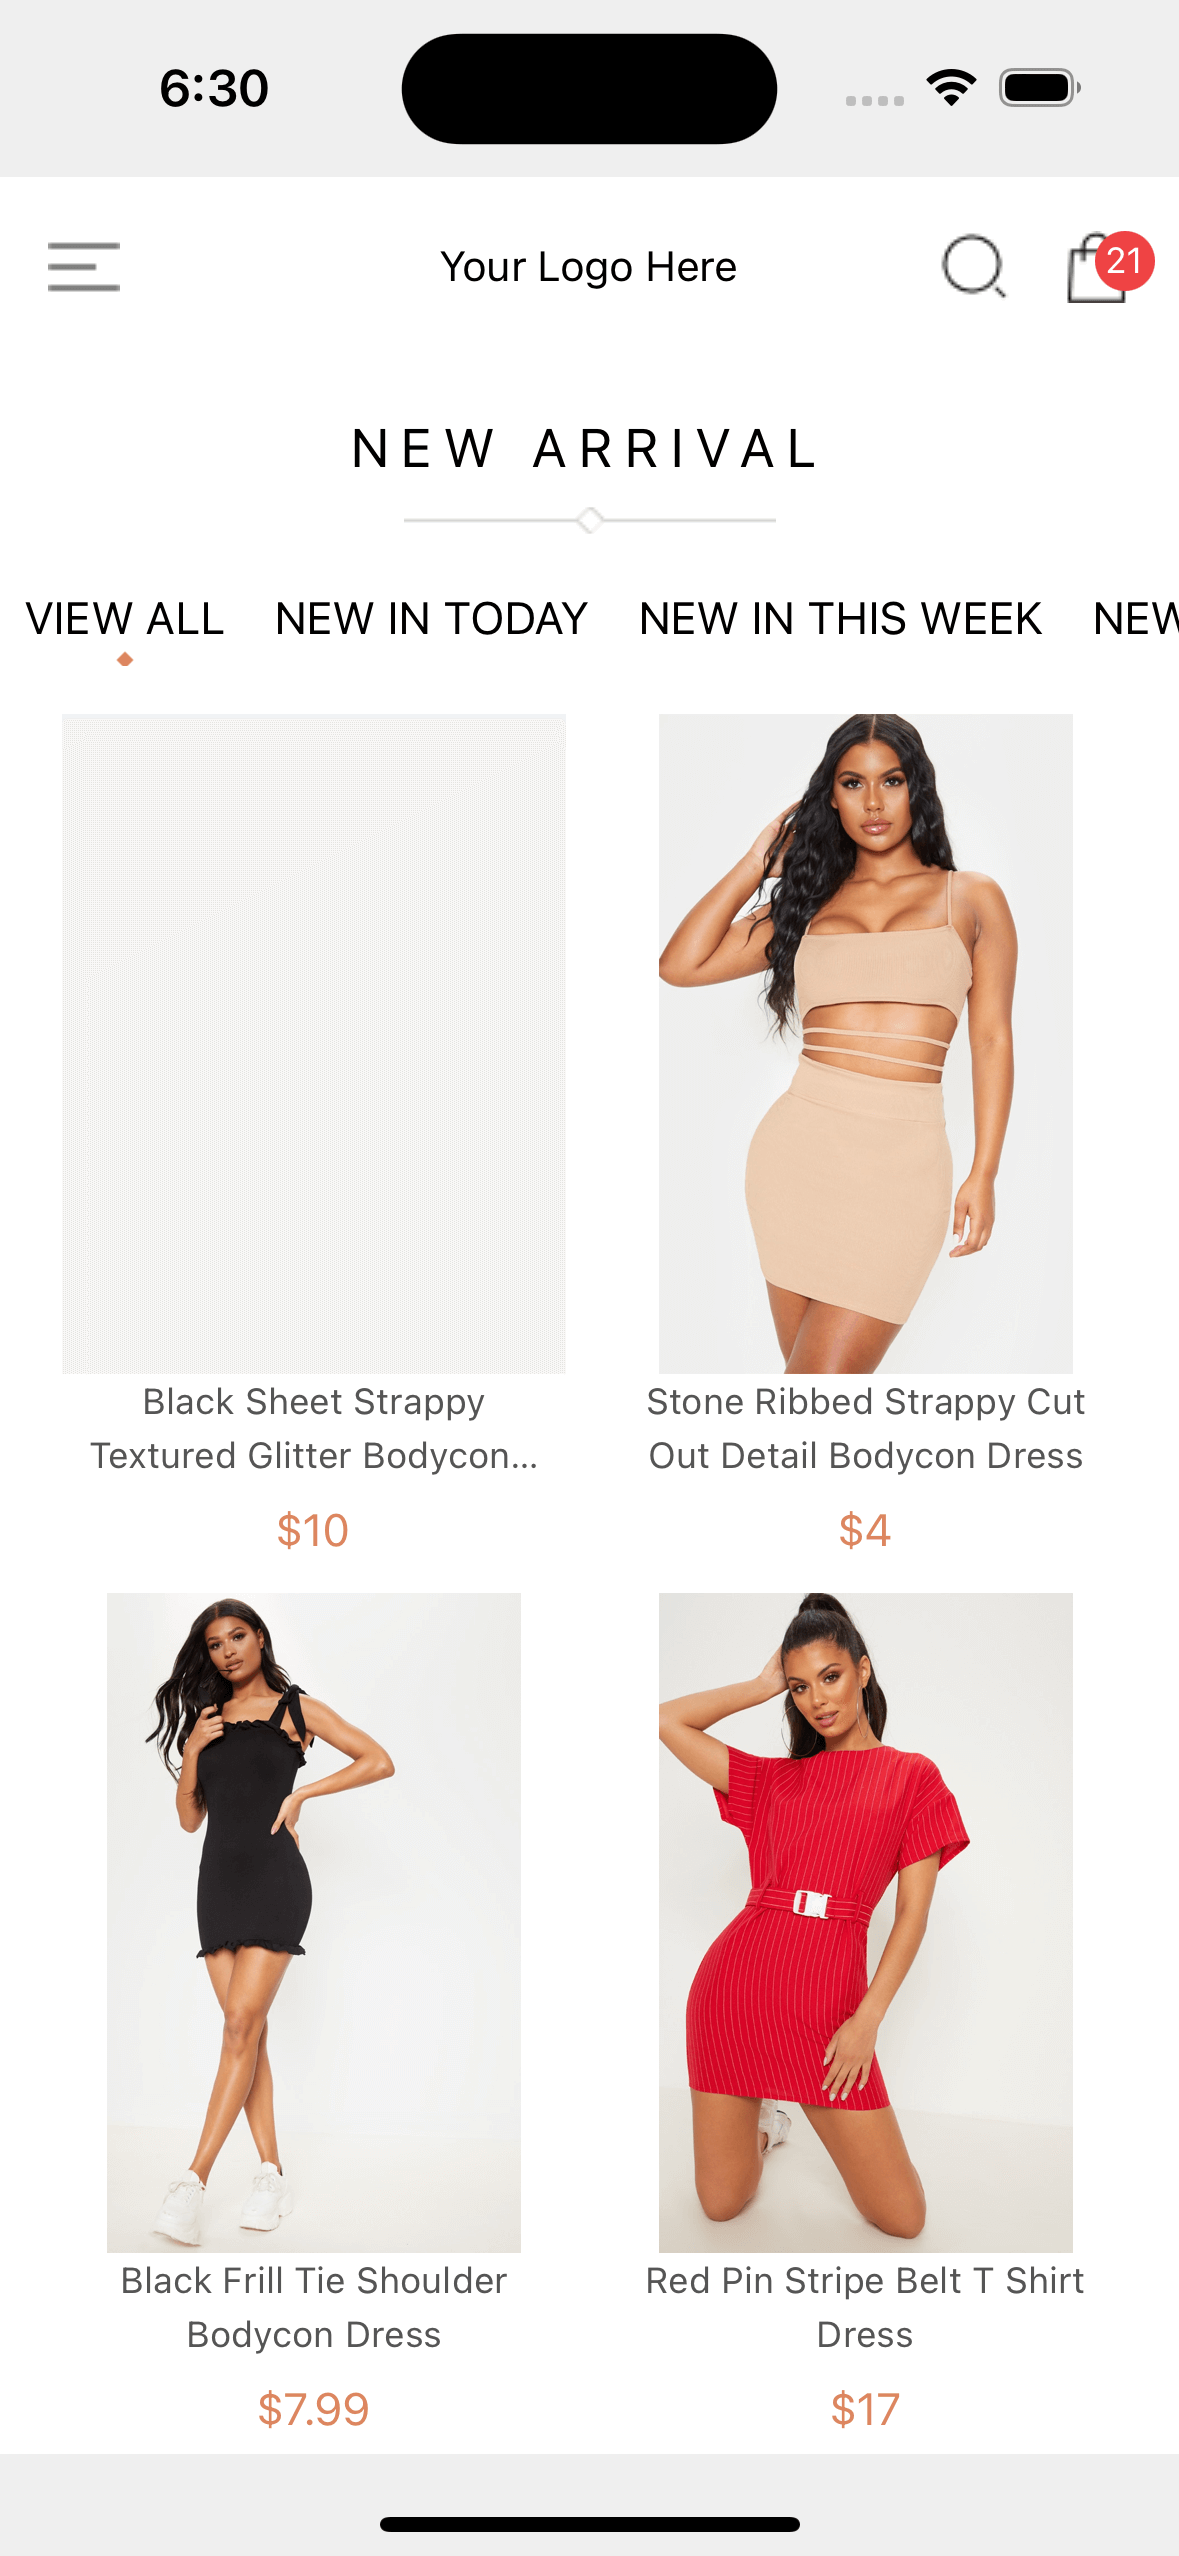 6:30
Your Logo Here
21
NEW ARRIVAL
VIEW ALL NEW IN TODAY NEW IN THIS WEEK NEW
Black Sheet Strappy
Textured Glitter Bodycon...
$10
Stone Ribbed Strappy Cut
Out Detail Bodycon Dress
$4
Black Frill Tie Shoulder
Bodycon Dress
$7.99
Red Pin Stripe Belt T Shirt
Dress
$17